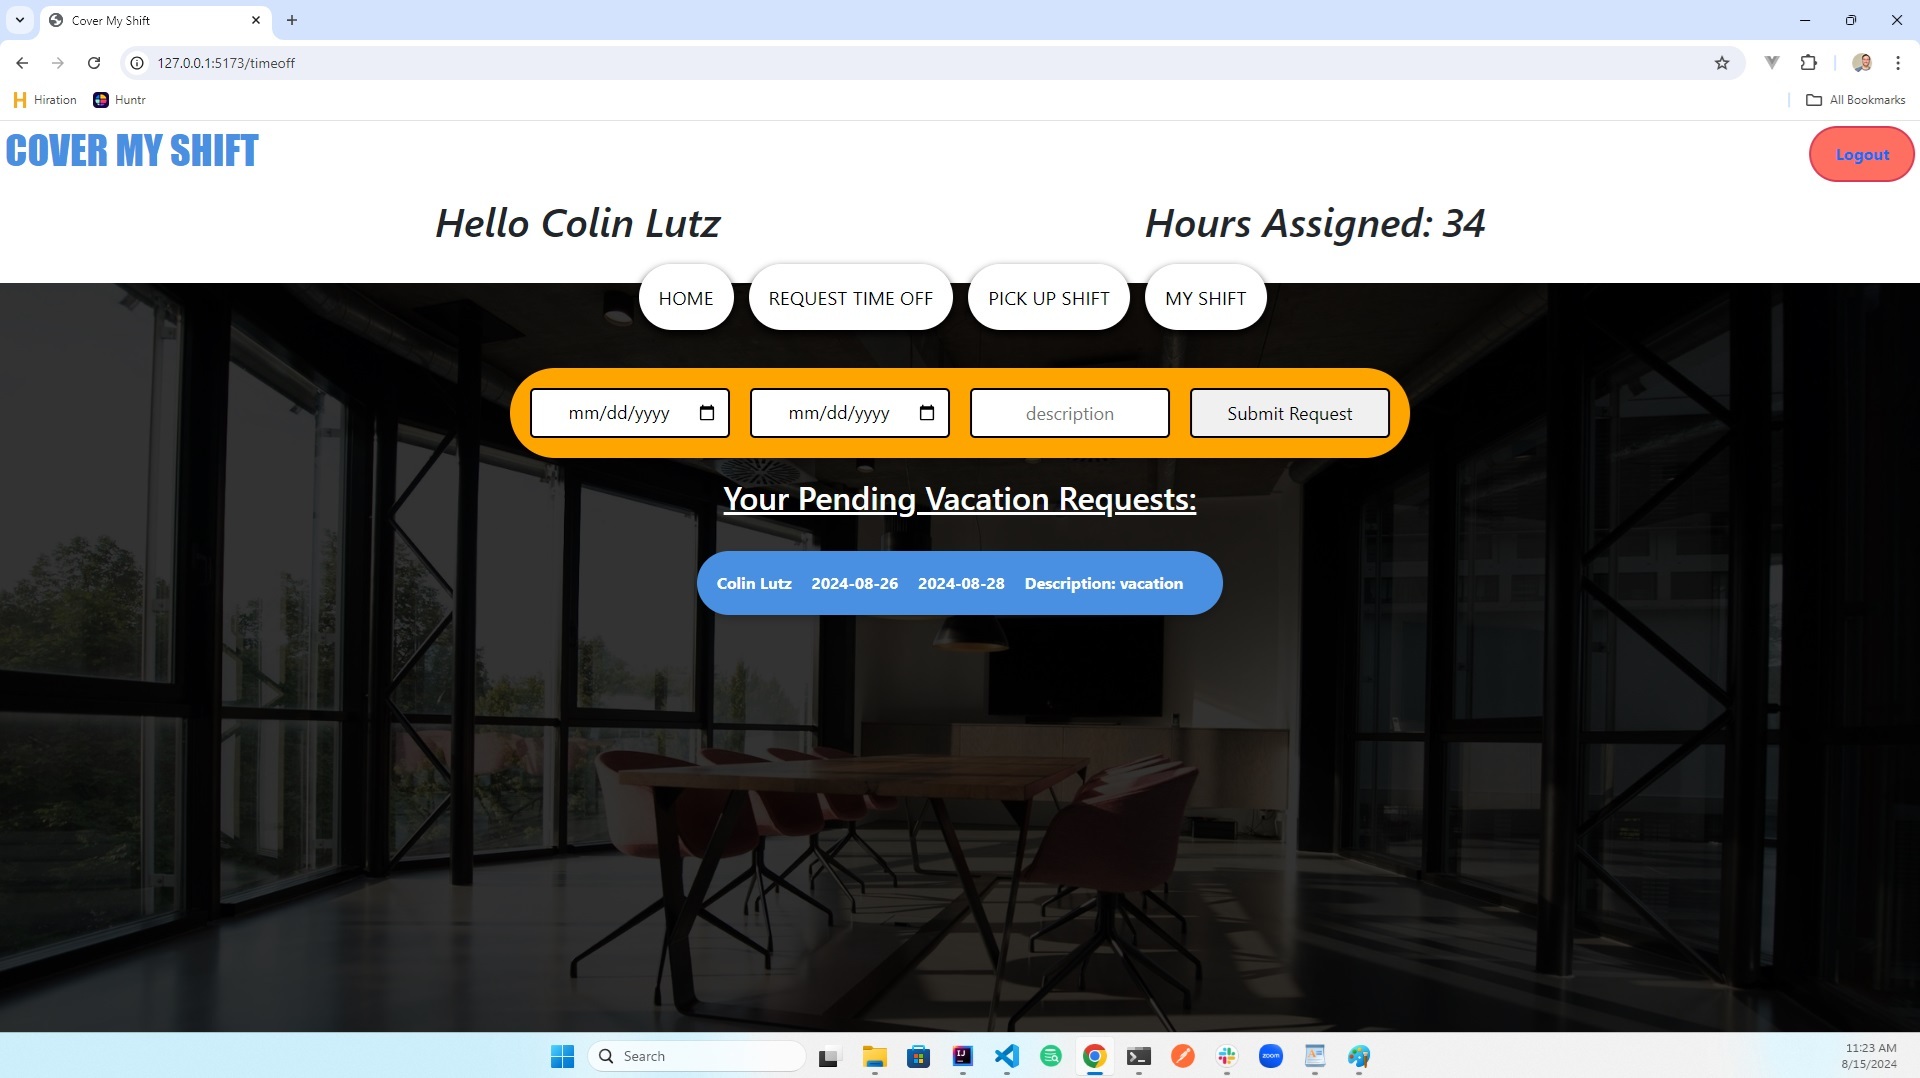 Cover My Shift
127.0.0.1:5173/timeoff
Hiration
Huntr
All Bookmarks
COVER MY SHIFT
Logout
Hello Colin Lutz
Hours Assigned: 34
HOME
REQUEST TIME OFF
PICK UP SHIFT
MY SHIFT
mm/dd/yyyy
mm/dd/yyyy
description
Submit Request
Your Pending Vacation Requests:
Colin Lutz 2024-08-26 2024-08-28 Description: vacation
Search
zoom
11:23 AM
8/15/2024